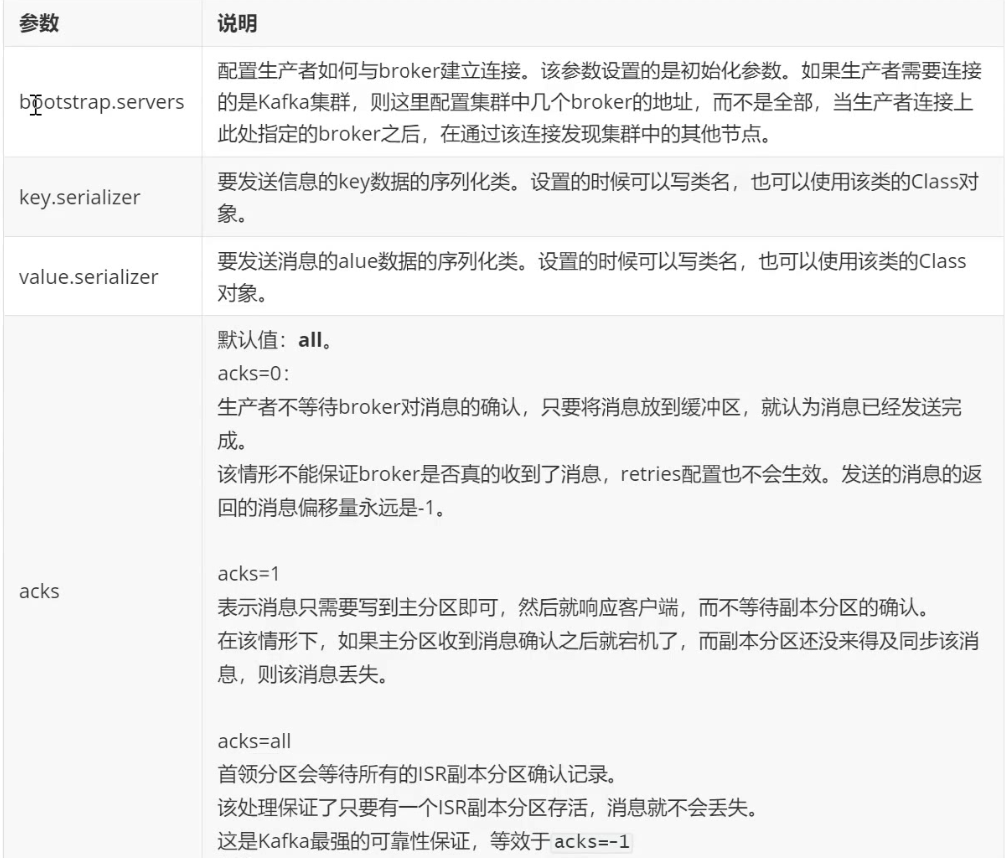 参数 说明
bootstrap.servers
配置生产者如何与broker建立连接。该参数设置的是初始化参数。如果生产者需要连接
的是Kafka集群，则这里配置集群中几个broker的地址，而不是全部，当生产者连接上
此处指定的broker之后，在通过该连接发现集群中的其他节点。
key.serializer
要发送信息的key数据的序列化类。设置的时候可以写类名，也可以使用该类的Class对
象。
value.serializer
要发送消息的alue数据的序列化类。设置的时候可以写类名，也可以使用该类的Class
对象。
acks
默认值：all。
acks=0：
生产者不等待broker对消息的确认，只要将消息放到缓冲区，就认为消息已经发送完
成。
该情形不能保证broker是否真的收到了消息，retries配置也不会生效。发送的消息的返
回的消息偏移量永远是-1。
acks=1
表示消息只需要写到主分区即可，然后就响应客户端，而不等待副本分区的确认。
在该情形下，如果主分区收到消息确认之后就宕机了，而副本分区还没来得及同步该消
息，则该消息丢失。
acks=all
首领分区会等待所有的ISR副本分区确认记录。
该处理保证了只要有一个ISR副本分区存活，消息就不会丢失。
这是Kafka最强的可靠性保证，等效于acks=-1